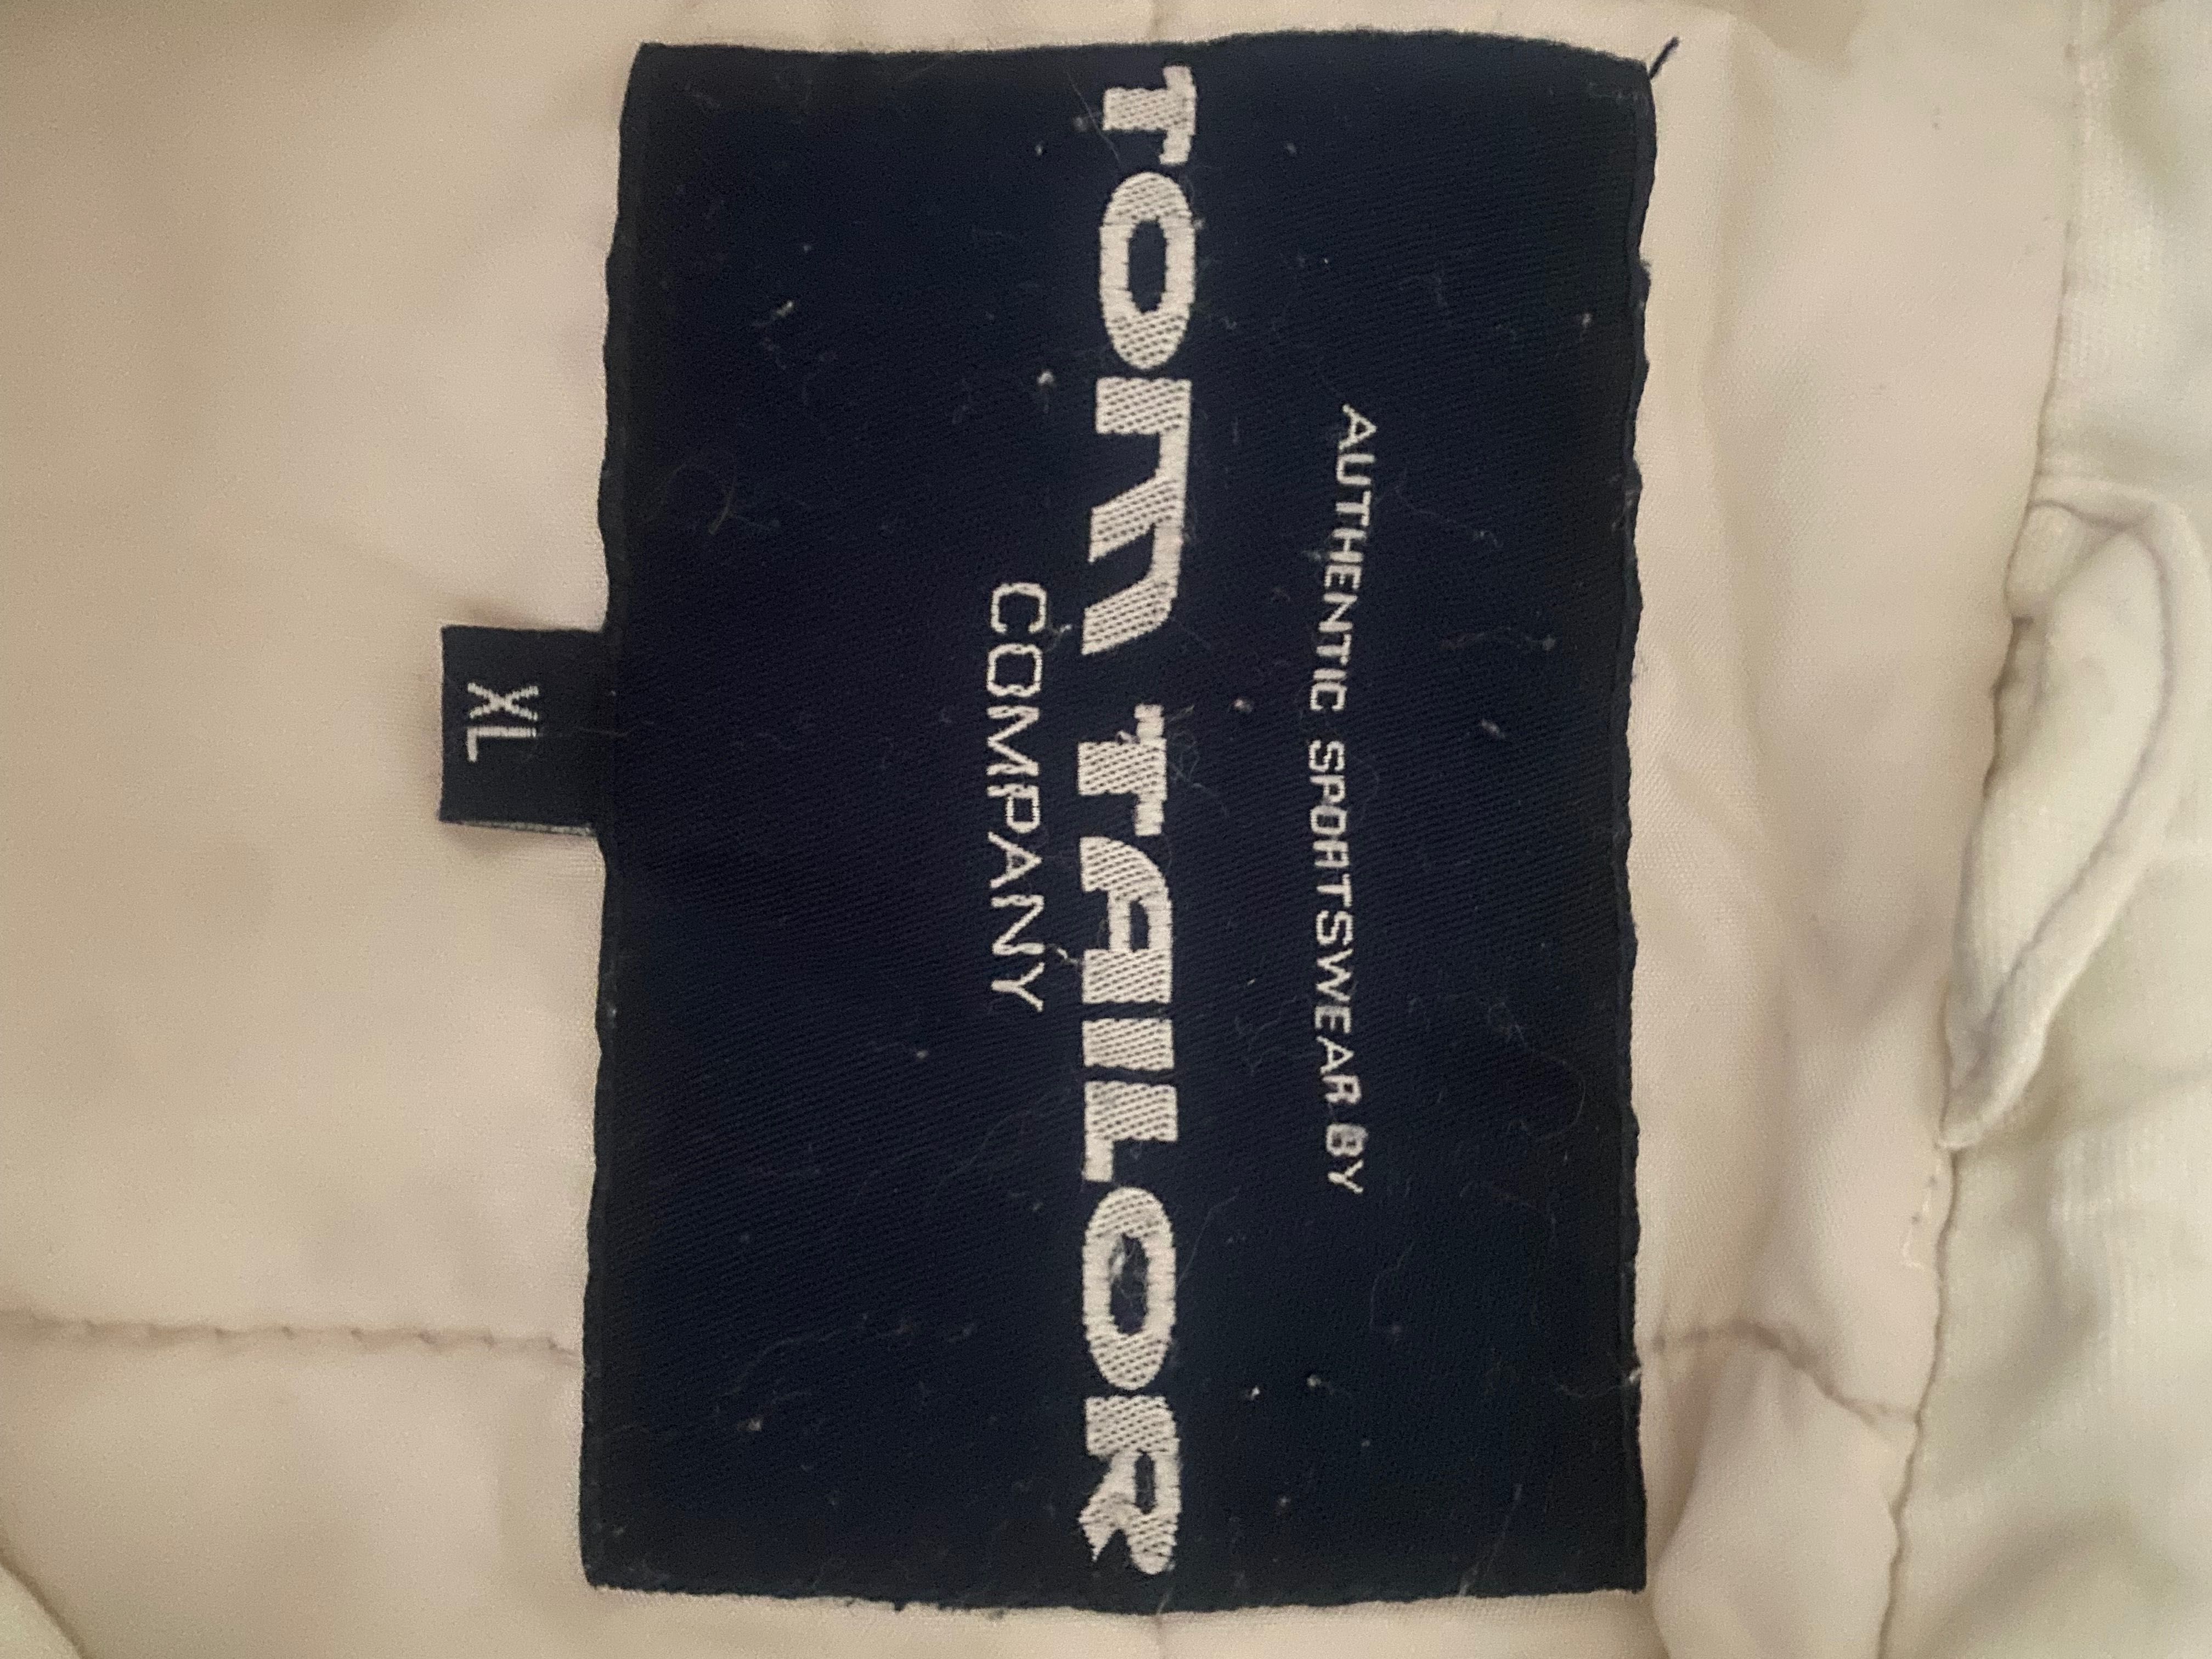 AUTHENTIC SPORTSWEAR BY
TOM TAILOR
COMPANY
XL